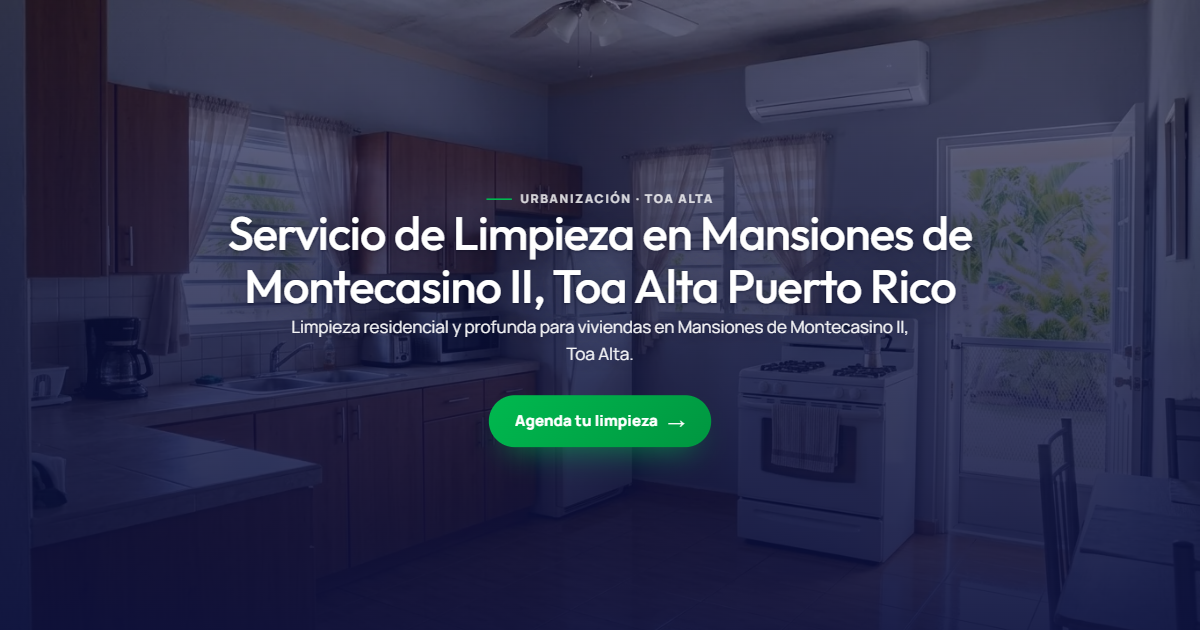 URBANIZACIÓN · TOA ALTA
Servicio de Limpieza en Mansiones de
Montecasino II, Toa Alta Puerto Rico
Limpieza residencial y profunda para viviendas en Mansiones de Montecasino II,
Toa Alta.
Agenda tu limpieza →